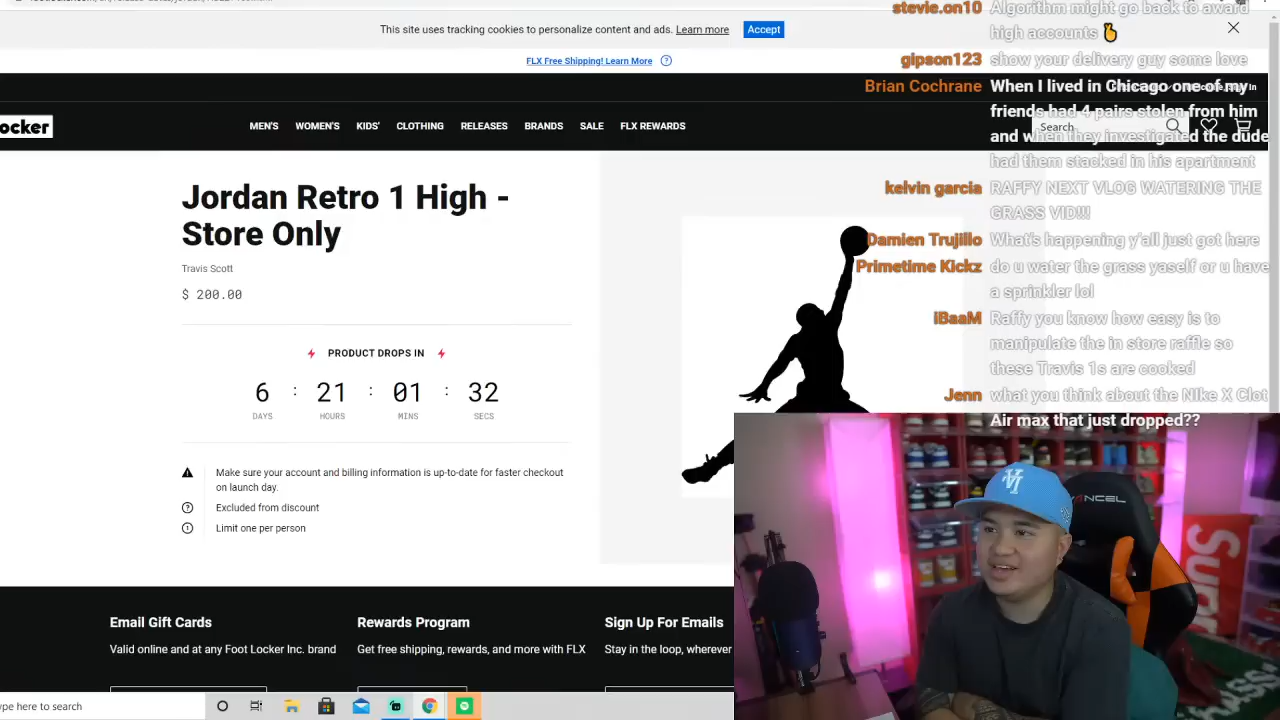 This site uses tracking cookies to personalize content and ads. Learn more Accept
FLX Free Shipping! Learn More
MEN'S WOMEN'S KIDS' CLOTHING RELEASES BRANDS SALE FLX REWARDS
Search
Jordan Retro 1 High -
Store Only
Travis Scott
$ 200.00
PRODUCT DROPS IN
6 : 21 : 01 : 32
DAYS HOURS MINS SECS
Make sure your account and billing information is up-to-date for faster checkout
on launch day.
Excluded from discount
Limit one per person
Email Gift Cards
Valid online and at any Foot Locker Inc. brand
Rewards Program
Get free shipping, rewards, and more with FLX
Sign Up For Emails
Stay in the loop, wherever
stevie.on10 Algorithm might go back to award
high accounts 🤞
gipson123 show your delivery guy some love
Brian Cochrane When I lived in Chicago one of my
friends had 4 pairs stolen from him
and when they investigated the dude
had them stacked in his apartment
kelvin garcia RAFFY NEXT VLOG WATERING THE
GRASS VID!!!
Damien Trujillo What's happening y'all just got here
Primetime Kickz do u water the grass yaself or u have
a sprinkler lol
iBaaM Raffy you know how easy is to
manipulate the in store raffle so
these Travis 1s are cooked
Jenn what you think about the NIke X Clot
Air max that just dropped??
to search